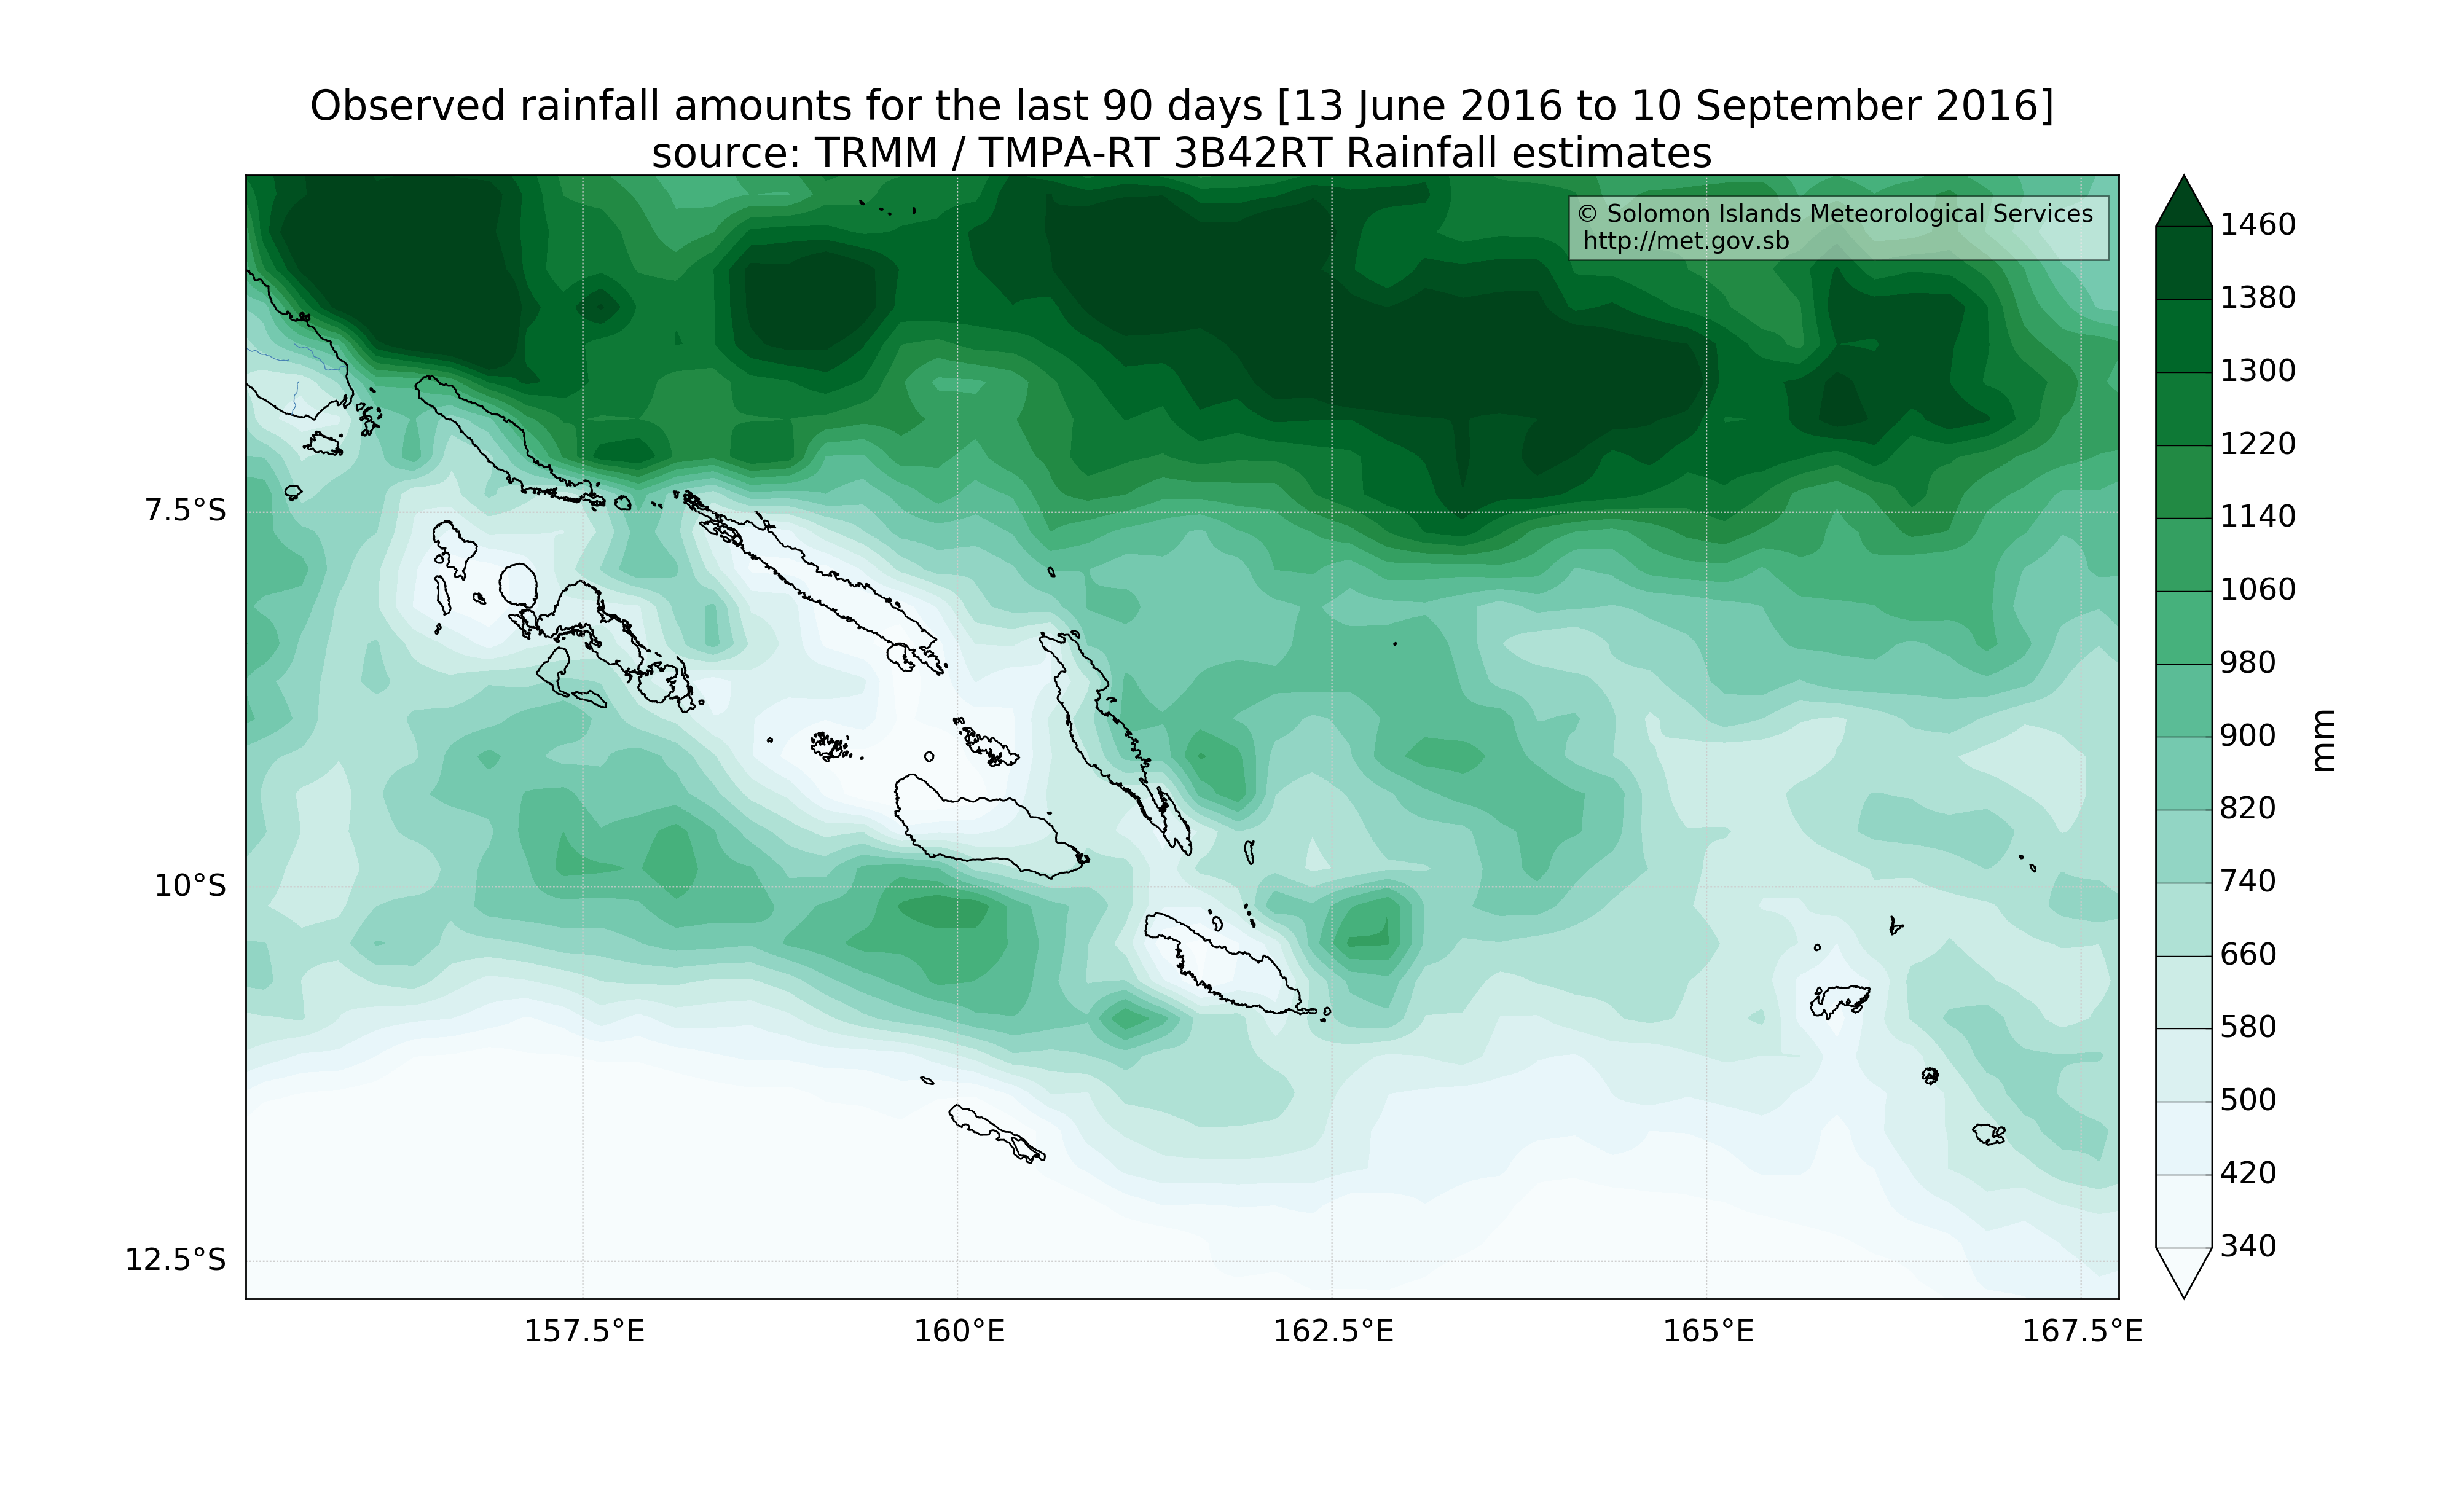 Observed rainfall amounts for the last 90 days [13 June 2016 to 10 September 2016]
source: TRMM / TMPA-RT 3B42RT Rainfall estimates
© Solomon Islands Meteorological Services
http://met.gov.sb
7.5°S
10°S
12.5°S
157.5°E
160°E
162.5°E
165°E
167.5°E
1460
1380
1300
1220
1140
1060
980
900
820
740
660
580
500
420
340
mm